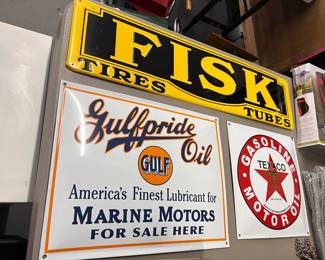 FISK
TIRES TUBES
Gulfpride
Oil
GULF
America's Finest Lubricant for
MARINE MOTORS
FOR SALE HERE
GASOLINE
TEXACO
MOTOR OIL